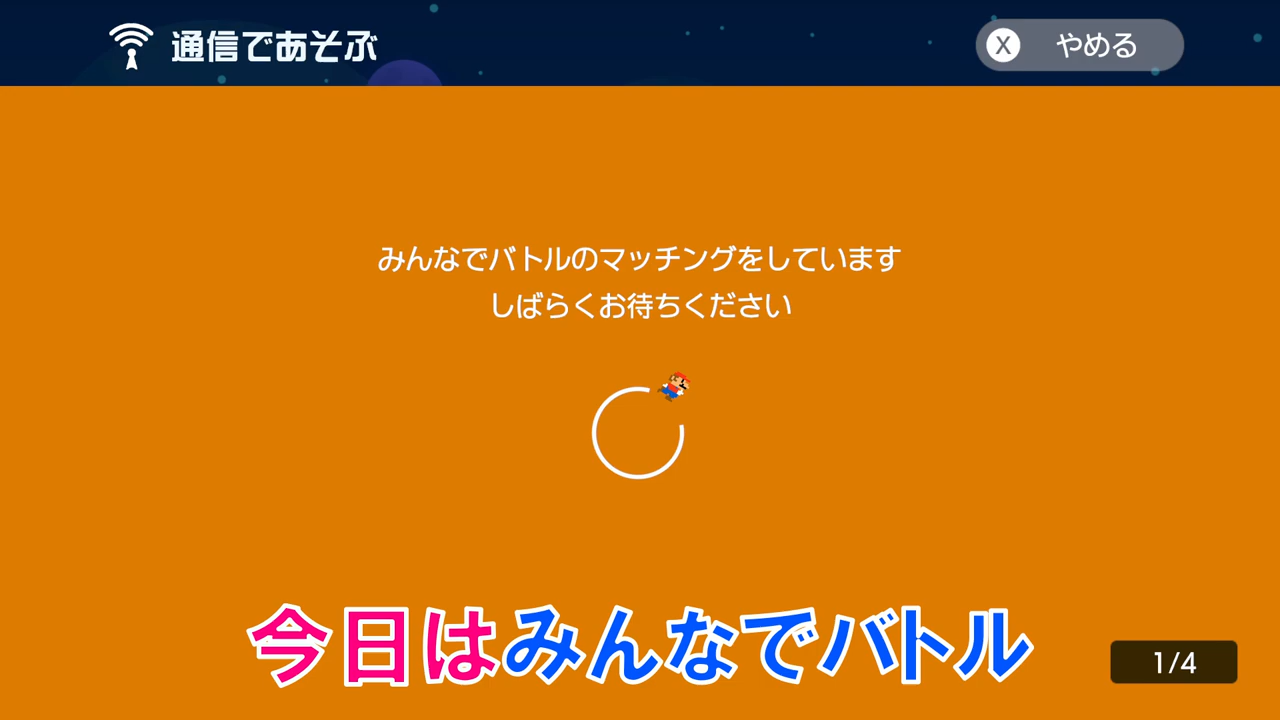 通信であそぶ
X やめる
みんなでバトルのマッチングをしています
しばらくお待ちください
今日はみんなでバトル
1/4